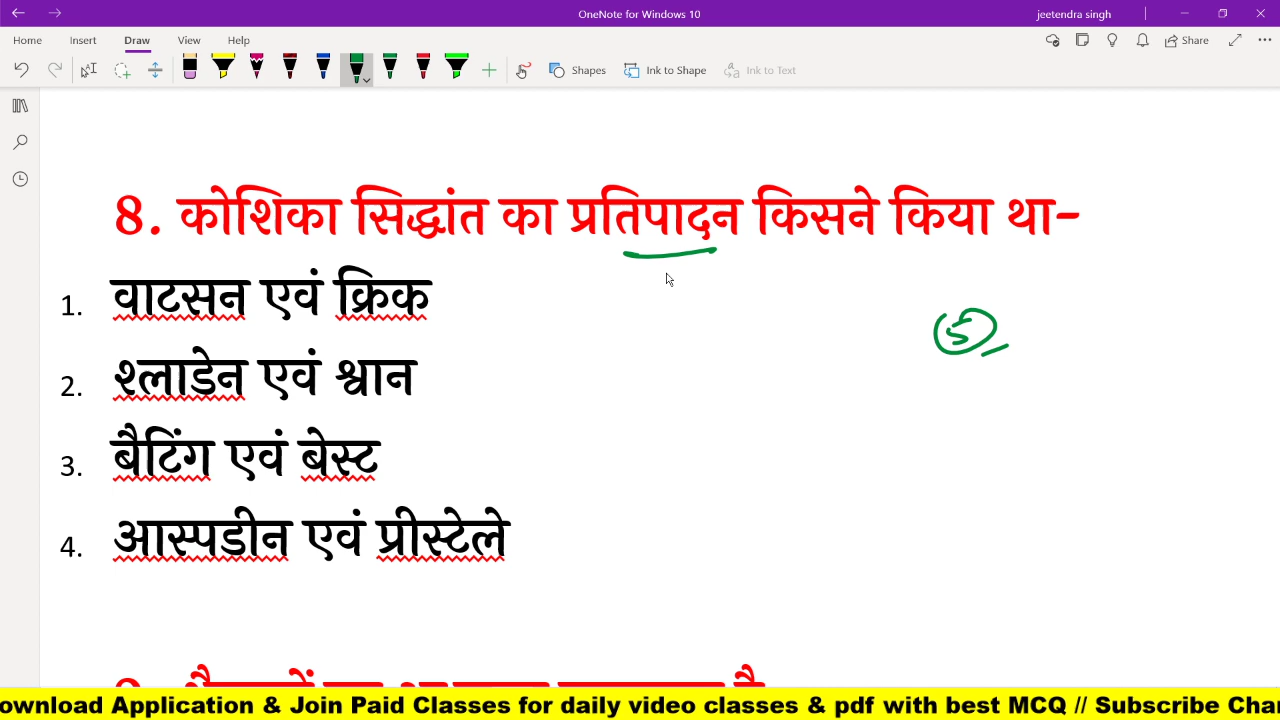 OneNote for Windows 10
jeetendra singh
Home Insert Draw View Help
Share
Shapes Ink to Shape Ink to Text
8. कोशिका सिद्धांत का प्रतिपादन किसने किया था-
1. वाटसन एवं क्रिक
5
2. श्लाडेन एवं श्वान
3. बैटिंग एवं बेस्ट
4. आस्पडीन एवं प्रीस्टेले
ownload Application & Join Paid Classes for daily video classes & pdf with best MCQ // Subscribe Cha